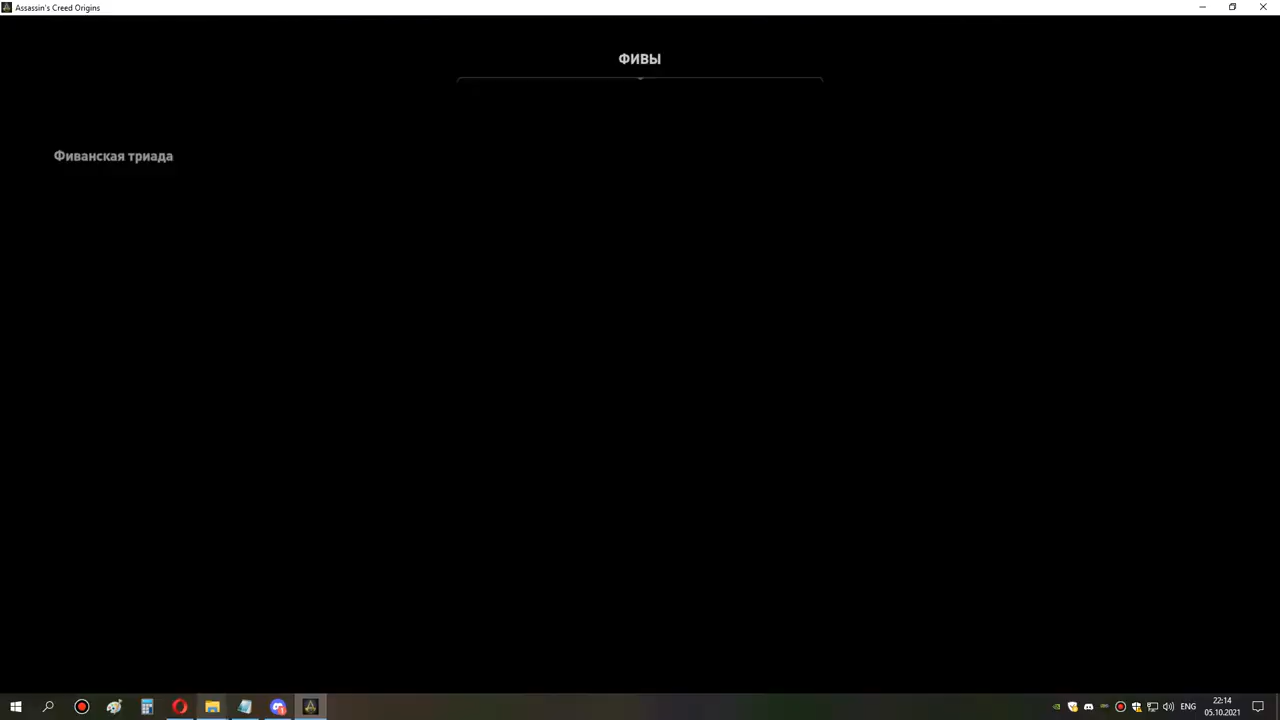 Assassin's Creed Origins
ФИВЫ
Фиванская триада
ENG
22:14
05.10.2021